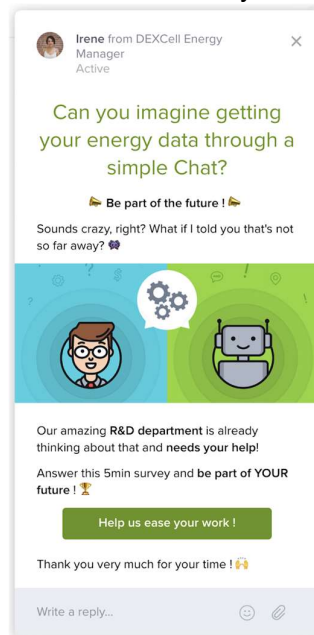 Irene from DEXCell Energy
Manager
Active
Can you imagine getting
your energy data through a
simple Chat?
Be part of the future !
Sounds crazy, right? What if I told you that's not
so far away?
Our amazing R&D department is already
thinking about that and needs your help!
Answer this 5min survey and be part of YOUR
future !
Help us ease your work !
Thank you very much for your time !
Write a reply...